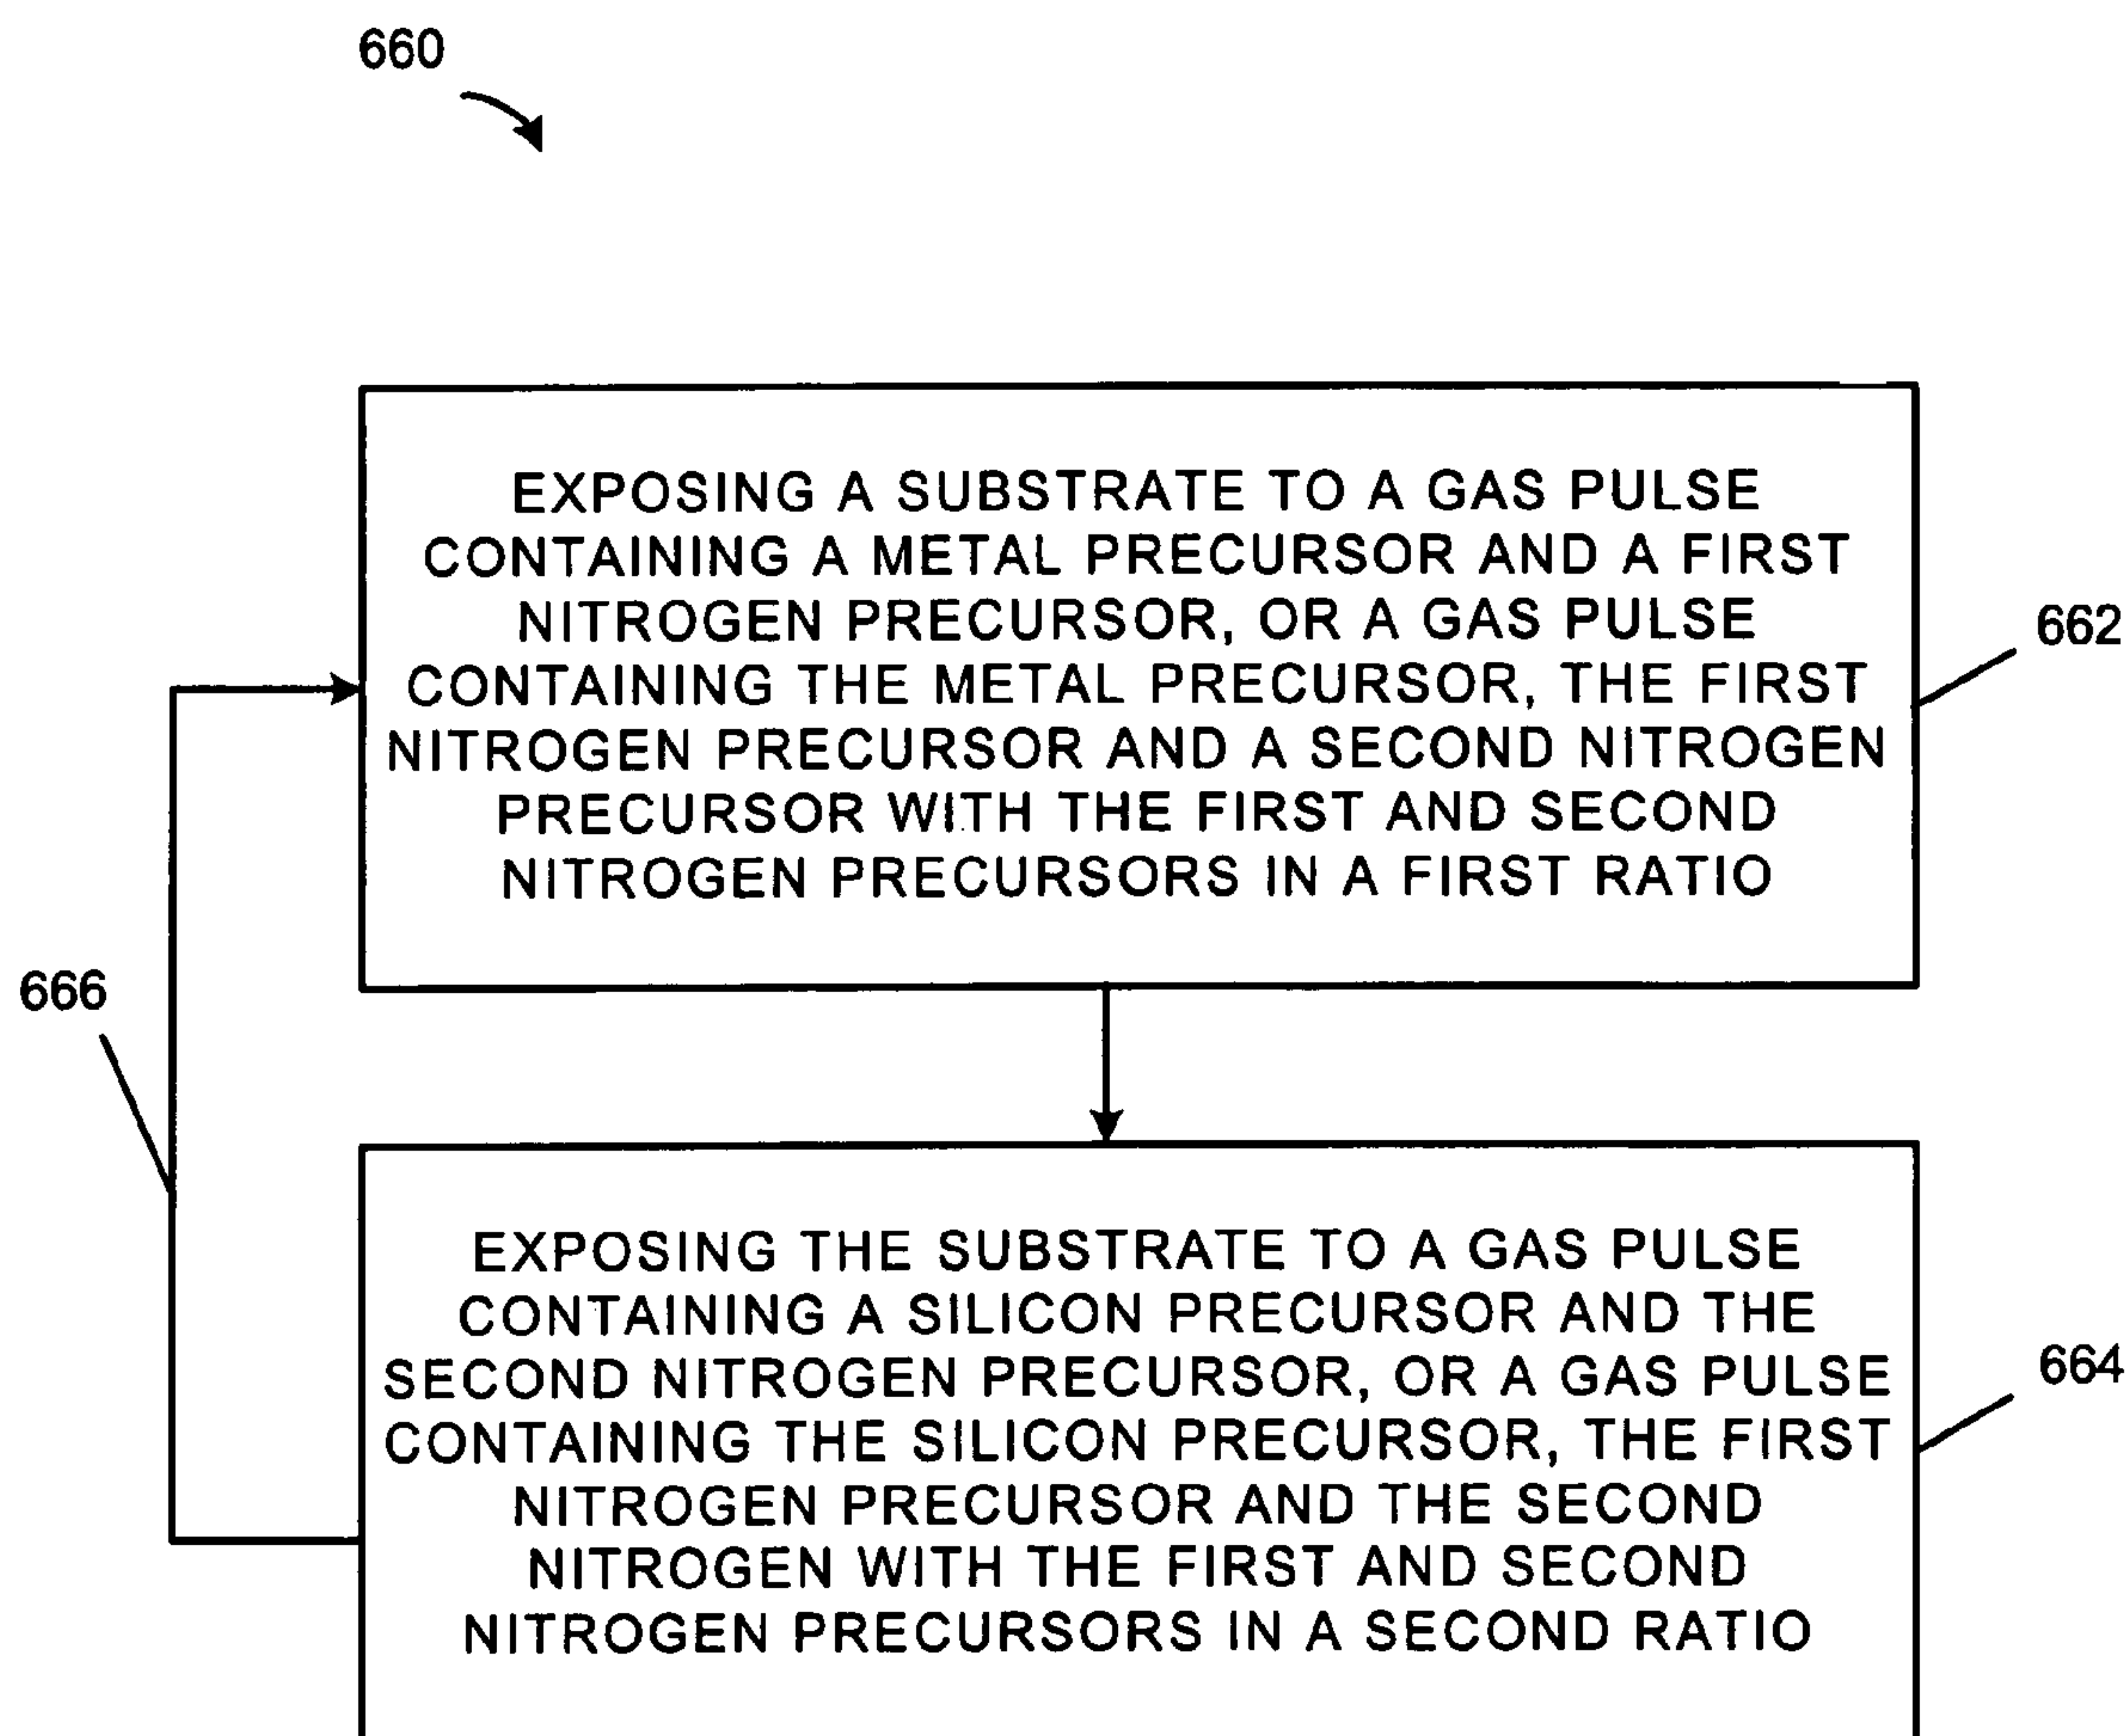 660
EXPOSING A SUBSTRATE TO A GAS PULSE
CONTAINING A METAL PRECURSOR AND A FIRST
NITROGEN PRECURSOR, OR A GAS PULSE
CONTAINING THE METAL PRECURSOR, THE FIRST
NITROGEN PRECURSOR AND A SECOND NITROGEN
PRECURSOR WITH THE FIRST AND SECOND
NITROGEN PRECURSORS IN A FIRST RATIO
662
666
EXPOSING THE SUBSTRATE TO A GAS PULSE
CONTAINING A SILICON PRECURSOR AND THE
SECOND NITROGEN PRECURSOR, OR A GAS PULSE
CONTAINING THE SILICON PRECURSOR, THE FIRST
NITROGEN PRECURSOR AND THE SECOND
NITROGEN WITH THE FIRST AND SECOND
NITROGEN PRECURSORS IN A SECOND RATIO
664